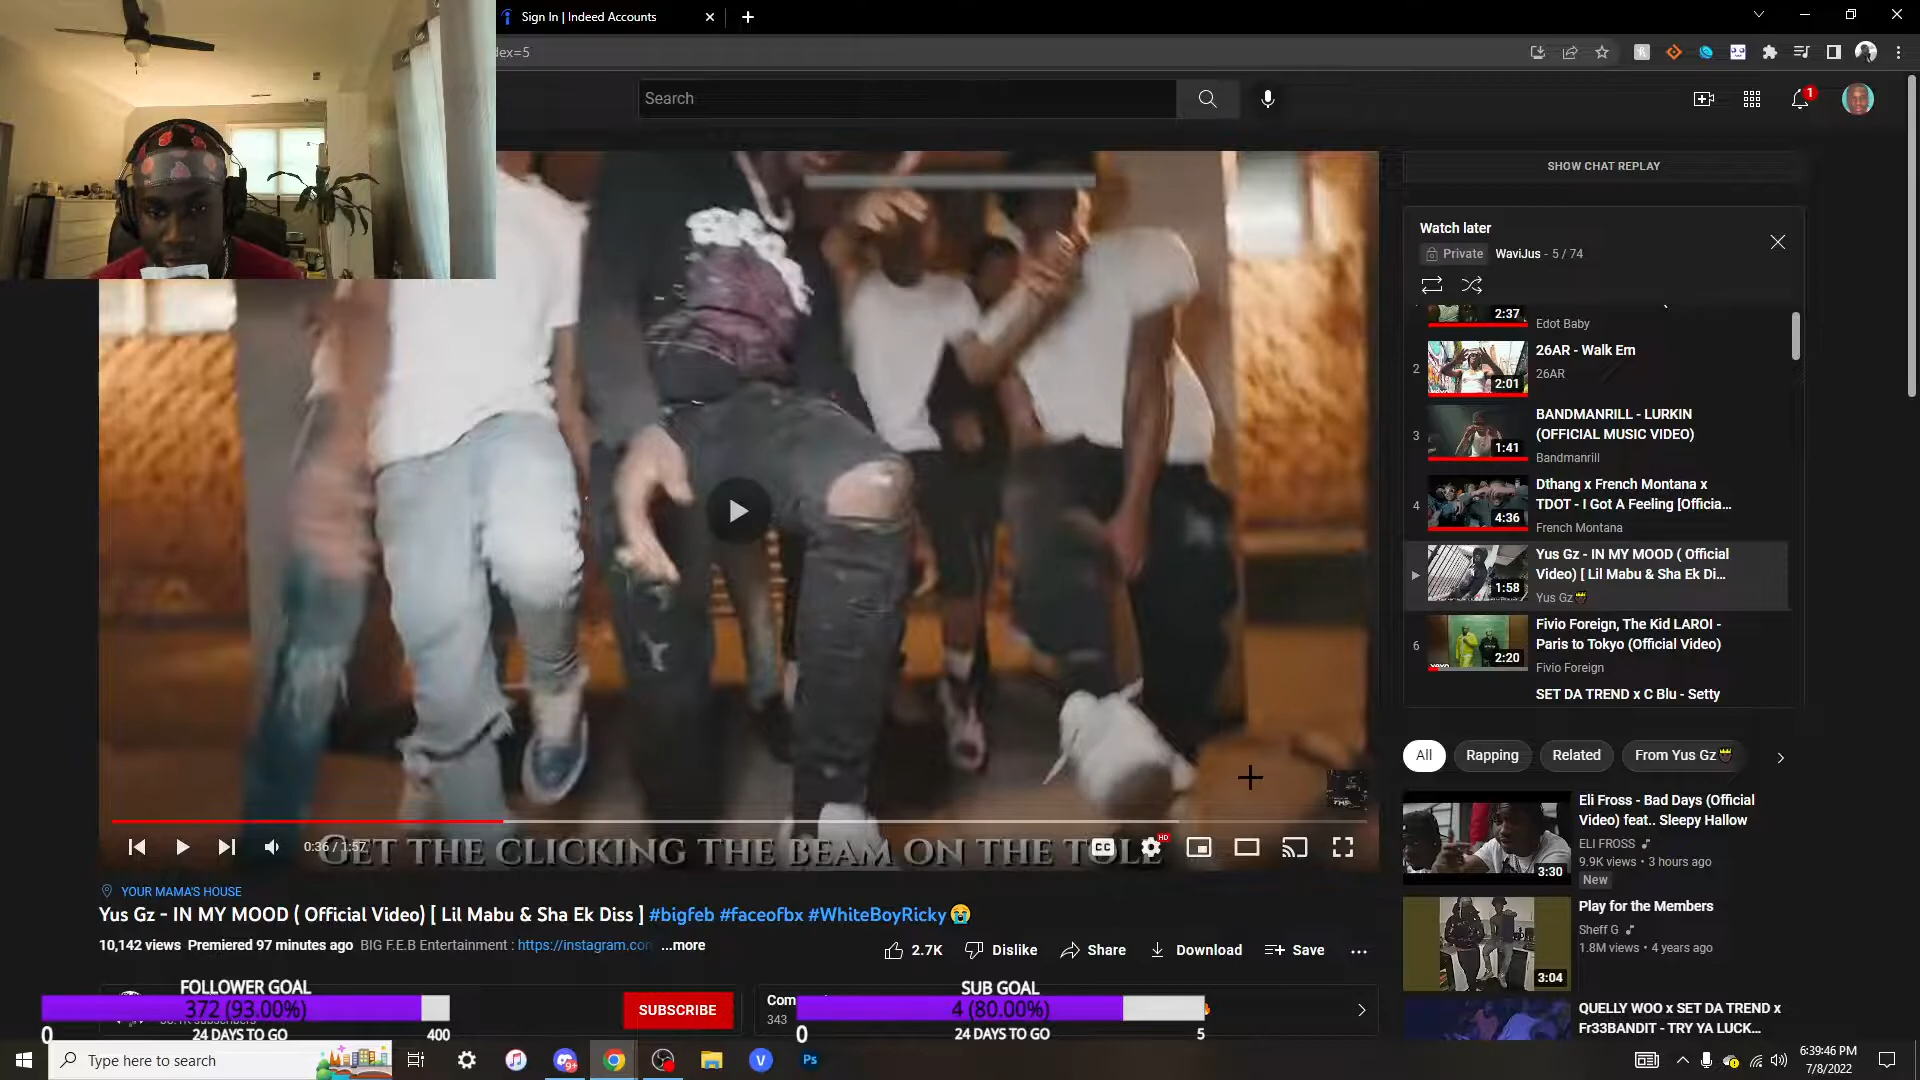 Sign In | Indeed Accounts
dex=5
Search
1
SHOW CHAT REPLAY
Watch later
Private WaviJus - 5 / 74
2:37
Edot Baby
2
26AR - Walk Em
26AR
2:01
3
BANDMANRILL - LURKIN
(OFFICIAL MUSIC VIDEO)
Bandmanrill
1:41
4
Dthang x French Montana x
TDOT - I Got A Feeling [Officia...
French Montana
4:36
Yus Gz - IN MY MOOD ( Official
Video) [ Lil Mabu & Sha Ek Di...
Yus Gz
1:58
6
Fivio Foreign, The Kid LAROI -
Paris to Tokyo (Official Video)
Fivio Foreign
2:20
SET DA TREND x C Blu - Setty
All Rapping Related From Yus Gz
Eli Fross - Bad Days (Official
Video) feat.. Sleepy Hallow
ELI FROSS
9.9K views • 3 hours ago
New
3:30
Play for the Members
Sheff G
1.8M views • 4 years ago
3:04
QUELLY WOO x SET DA TREND x
Fr33BANDIT - TRY YA LUCK...
0:36 / 1:57
GET THE CLICKING THE BEAM ON THE TOLE
CC HD
YOUR MAMA'S HOUSE
Yus Gz - IN MY MOOD ( Official Video) [ Lil Mabu & Sha Ek Diss ] #bigfeb #faceofbx #WhiteBoyRicky😭
10,142 views Premiered 97 minutes ago BIG F.E.B Entertainment : https://instagram.com ...more
2.7K Dislike Share Download Save
FOLLOWER GOAL
372 (93.00%)
0 24 DAYS TO GO 400
SUBSCRIBE
Com
343
SUB GOAL
4 (80.00%)
0 24 DAYS TO GO 5
Type here to search
9+
V
Ps
6:39:46 PM
7/8/2022